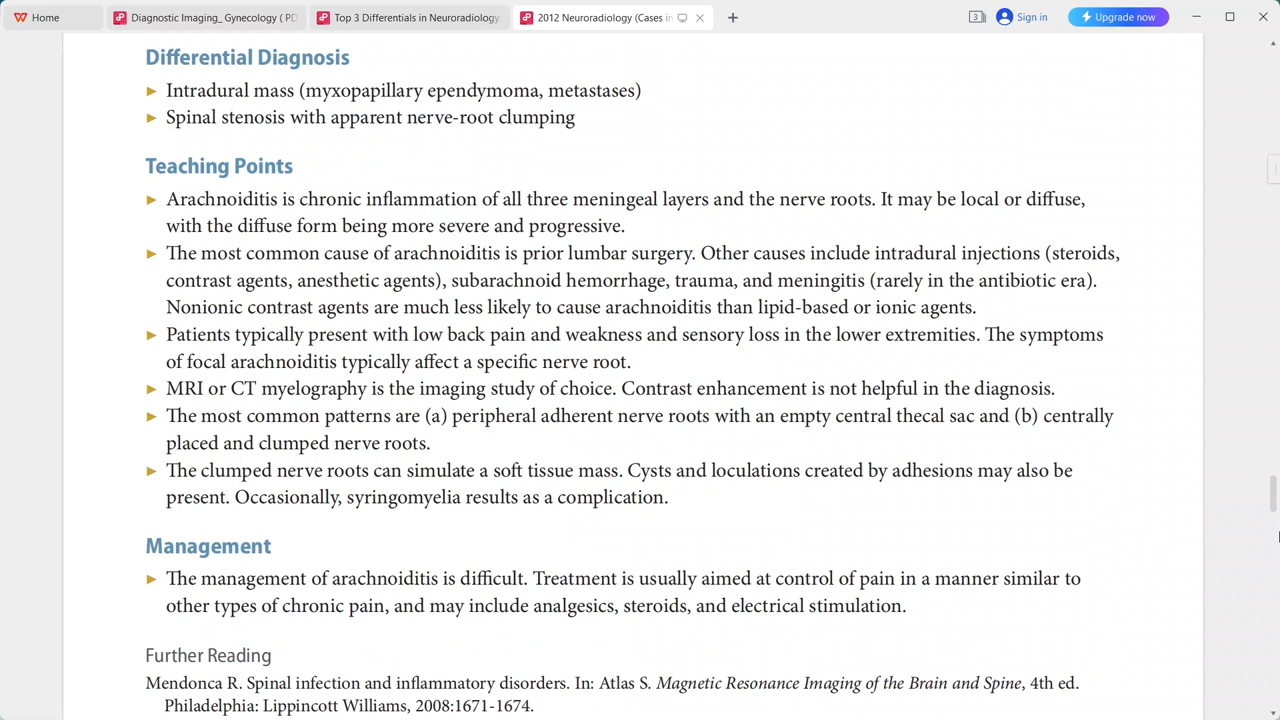 Home
Diagnostic Imaging_ Gynecology ( PD
Top 3 Differentials in Neuroradiology
2012 Neuroradiology (Cases in
3
Sign in
Upgrade now
Differential Diagnosis
► Intradural mass (myxopapillary ependymoma, metastases)
► Spinal stenosis with apparent nerve-root clumping
Teaching Points
► Arachnoiditis is chronic inflammation of all three meningeal layers and the nerve roots. It may be local or diffuse,
with the diffuse form being more severe and progressive.
► The most common cause of arachnoiditis is prior lumbar surgery. Other causes include intradural injections (steroids,
contrast agents, anesthetic agents), subarachnoid hemorrhage, trauma, and meningitis (rarely in the antibiotic era).
Nonionic contrast agents are much less likely to cause arachnoiditis than lipid-based or ionic agents.
► Patients typically present with low back pain and weakness and sensory loss in the lower extremities. The symptoms
of focal arachnoiditis typically affect a specific nerve root.
► MRI or CT myelography is the imaging study of choice. Contrast enhancement is not helpful in the diagnosis.
► The most common patterns are (a) peripheral adherent nerve roots with an empty central thecal sac and (b) centrally
placed and clumped nerve roots.
► The clumped nerve roots can simulate a soft tissue mass. Cysts and loculations created by adhesions may also be
present. Occasionally, syringomyelia results as a complication.
Management
► The management of arachnoiditis is difficult. Treatment is usually aimed at control of pain in a manner similar to
other types of chronic pain, and may include analgesics, steroids, and electrical stimulation.
Further Reading
Mendonca R. Spinal infection and inflammatory disorders. In: Atlas S. Magnetic Resonance Imaging of the Brain and Spine, 4th ed.
Philadelphia: Lippincott Williams, 2008:1671-1674.